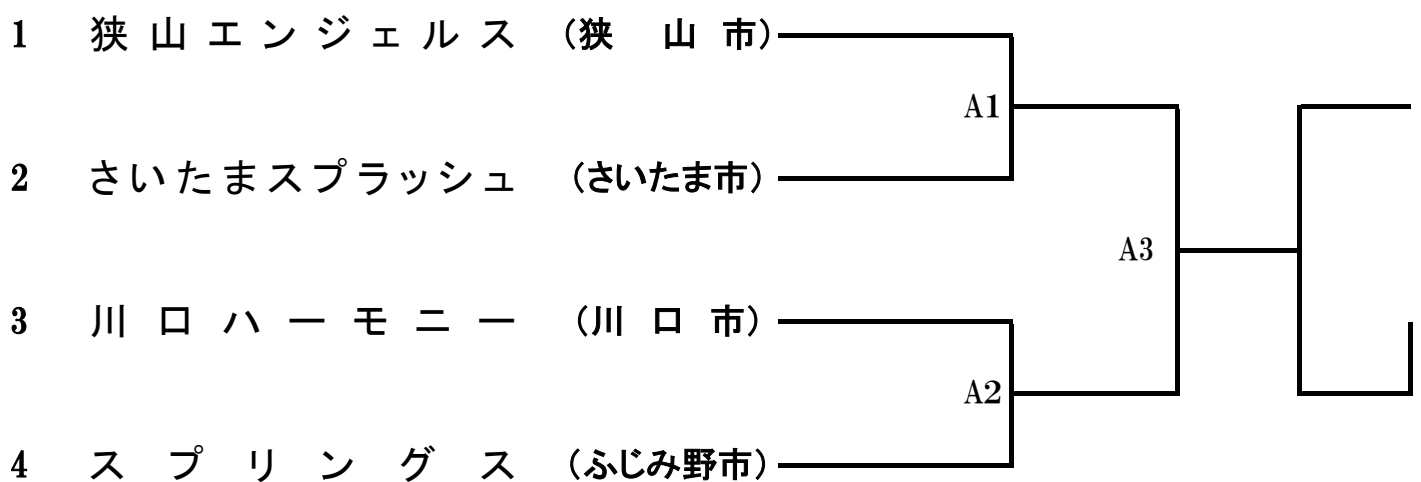 1 狭山エンジェルス (狭山市)
A1
2 さいたまスプラッシュ (さいたま市)
A3
3 川口ハーモニー (川口市)
A2
4 スプリングス (ふじみ野市)